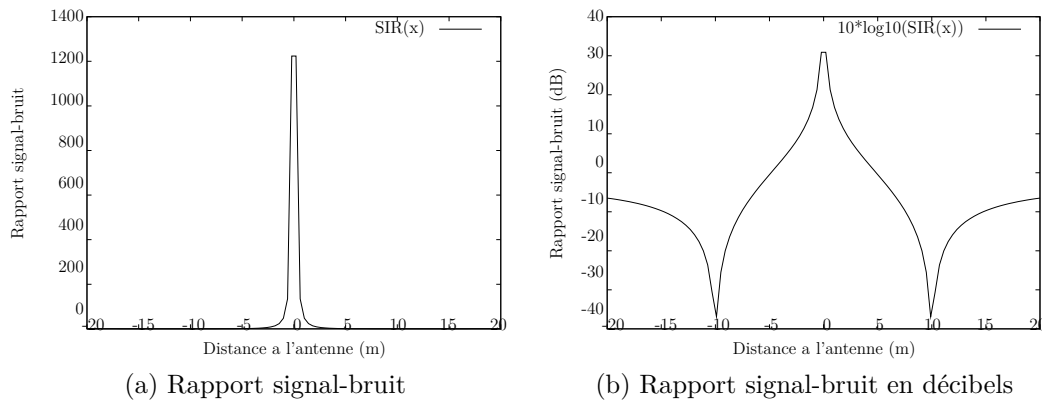 1400
1200
1000
800
600
400
200
0
-20 -15 -10 -5 0 5 10 15 20
Rapport signal-bruit
Distance a l'antenne (m)
SIR(x)
(a) Rapport signal-bruit
40
30
20
10
0
-10
-20
-30
-40
-20 -15 -10 -5 0 5 10 15 20
Rapport signal-bruit (dB)
Distance a l'antenne (m)
10*log10(SIR(x))
(b) Rapport signal-bruit en décibels